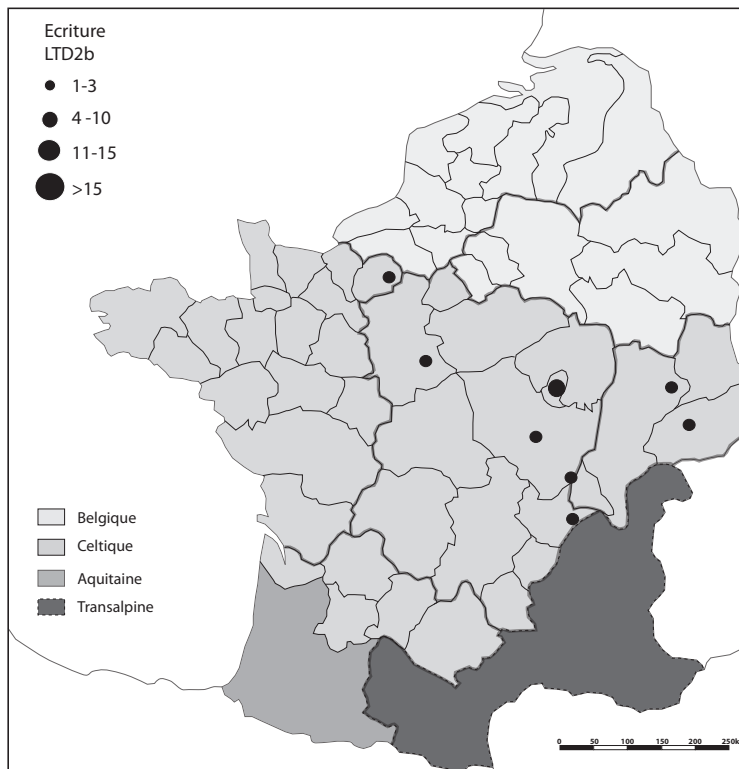 Ecriture
LTD2b
1-3
4 -10
11-15
>15
Belgique
Celtique
Aquitaine
Transalpine
0 50 100 150 200 250k